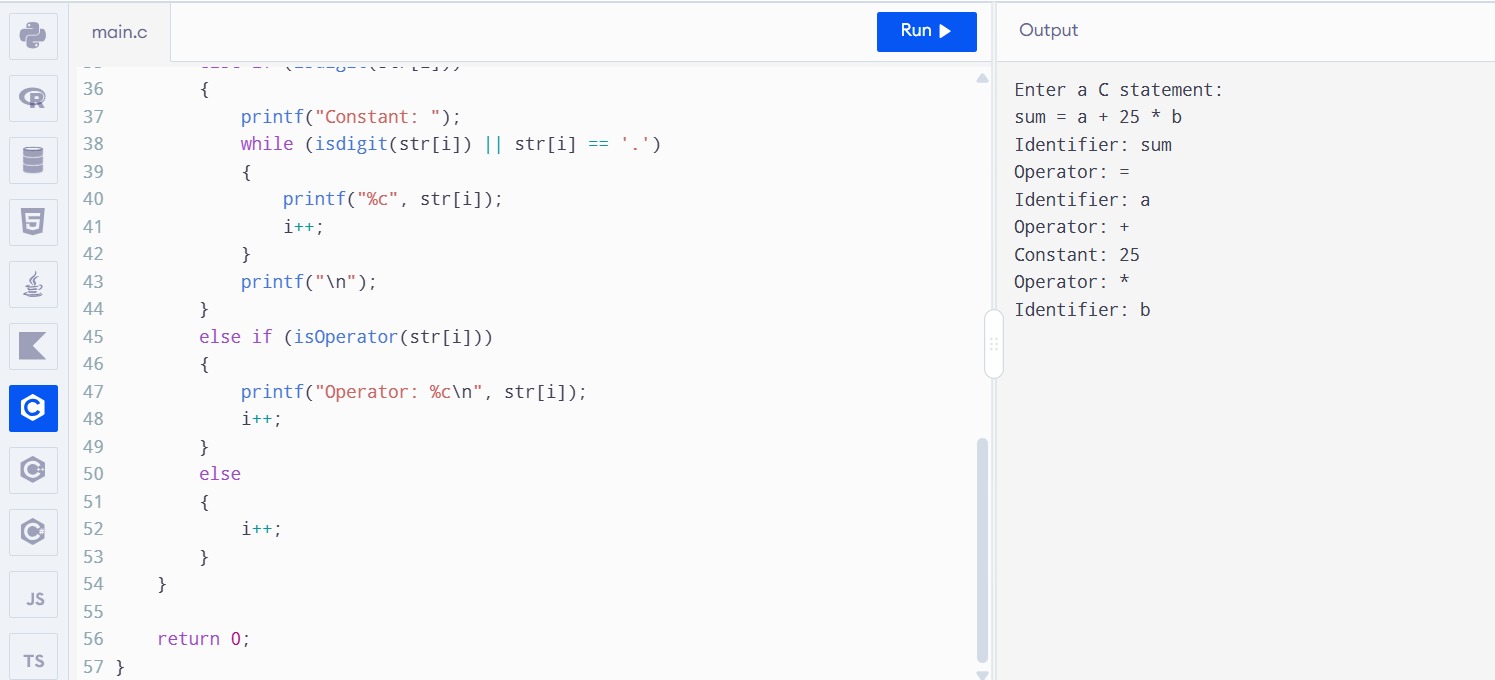 main.c
Run
Output
36 {
37 printf("Constant: ");
38 while (isdigit(str[i]) || str[i] == '.')
39 {
40 printf("%c", str[i]);
41 i++;
42 }
43 printf("\n");
44 }
45 else if (isOperator(str[i]))
46 {
47 printf("Operator: %c\n", str[i]);
48 i++;
49 }
50 else
51 {
52 i++;
53 }
54 }
55
56 return 0;
57 }
Enter a C statement:
sum = a + 25 * b
Identifier: sum
Operator: =
Identifier: a
Operator: +
Constant: 25
Operator: *
Identifier: b
R
5
C
C
C
JS
TS